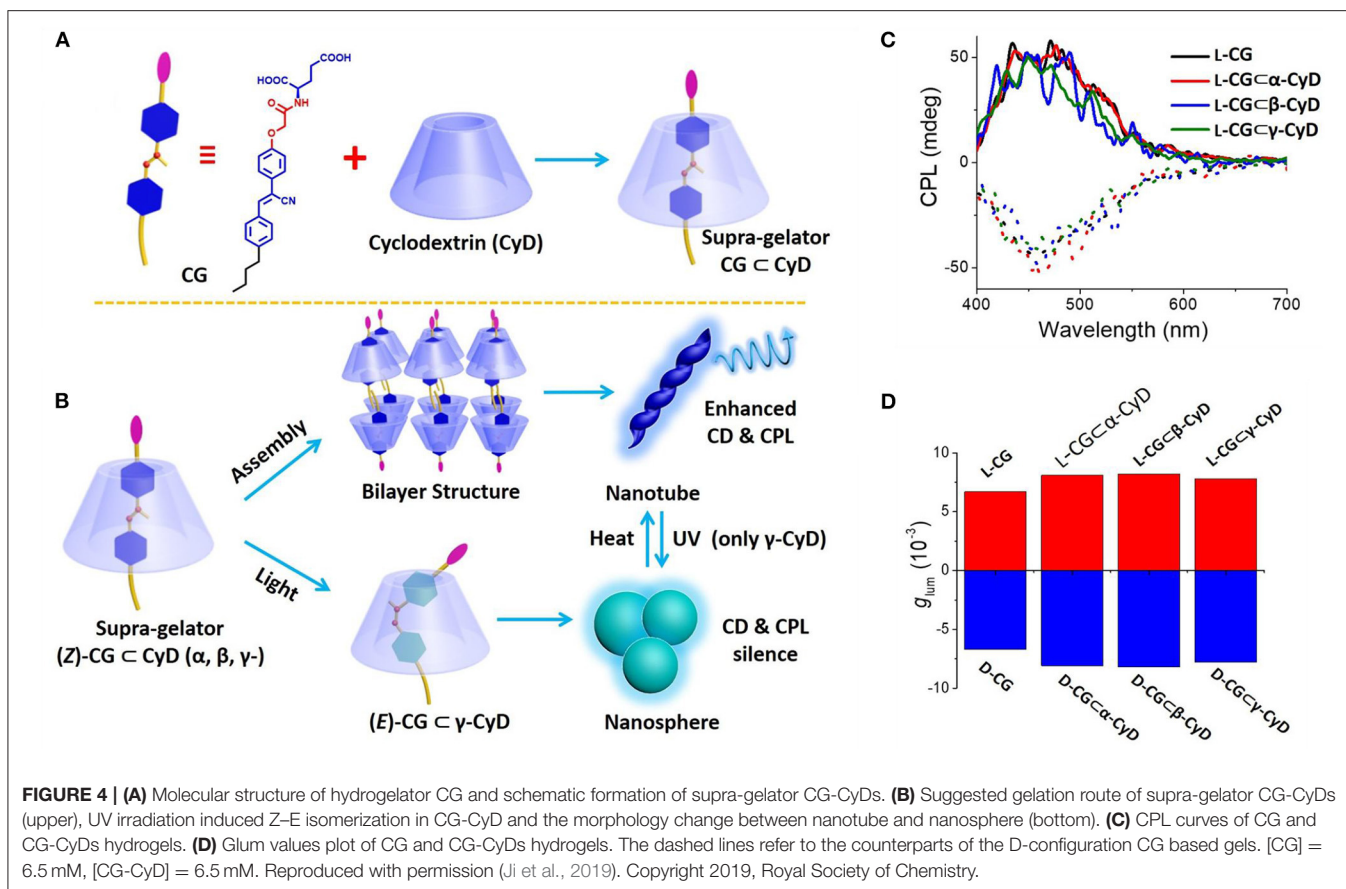 A
COOH
HOOC
NH
O
O
CN
CG
Cyclodextrin (CyD)
Supra-gelator
CG ⊂ CyD
B
Supra-gelator
(Z)-CG ⊂ CyD (α, β, γ-)
Assembly
Light
Bilayer Structure
(E)-CG ⊂ γ-CyD
Enhanced
CD & CPL
Nanotube
Heat
UV (only γ-CyD)
CD & CPL
silence
Nanosphere
C
CPL (mdeg)
50
0
-50
L-CG
L-CG⊂α-CyD
L-CG⊂β-CyD
L-CG⊂γ-CyD
400 500 600 700
Wavelength (nm)
D
glum (10-3)
10
5
0
-5
-10
L-CG
L-CG⊂α-CyD
L-CG⊂β-CyD
L-CG⊂γ-CyD
D-CG
D-CG⊂α-CyD
D-CG⊂β-CyD
D-CG⊂γ-CyD
FIGURE 4 | (A) Molecular structure of hydrogelator CG and schematic formation of supra-gelator CG-CyDs. (B) Suggested gelation route of supra-gelator CG-CyDs
(upper), UV irradiation induced Z–E isomerization in CG-CyD and the morphology change between nanotube and nanosphere (bottom). (C) CPL curves of CG and
CG-CyDs hydrogels. (D) Glum values plot of CG and CG-CyDs hydrogels. The dashed lines refer to the counterparts of the D-configuration CG based gels. [CG] =
6.5 mM, [CG-CyD] = 6.5 mM. Reproduced with permission (Ji et al., 2019). Copyright 2019, Royal Society of Chemistry.